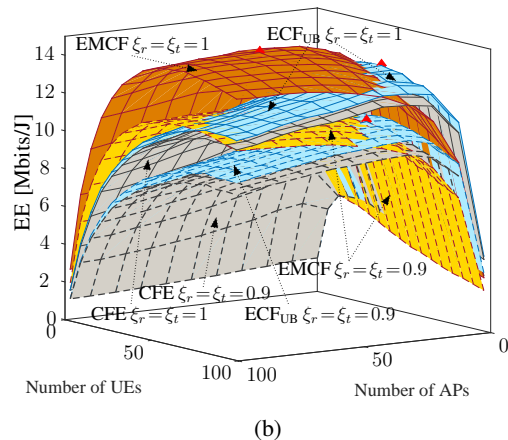 EMCF ξr = ξt = 1
ECFUB ξr = ξt = 1
14
12
10
8
6
4
2
0
EE [Mbits/J]
EMCF ξr = ξt = 0.9
CFE ξr = ξt = 0.9
CFE ξr = ξt = 1
ECFUB ξr = ξt = 0.9
0
50
100
100
50
0
Number of UEs
Number of APs
(b)